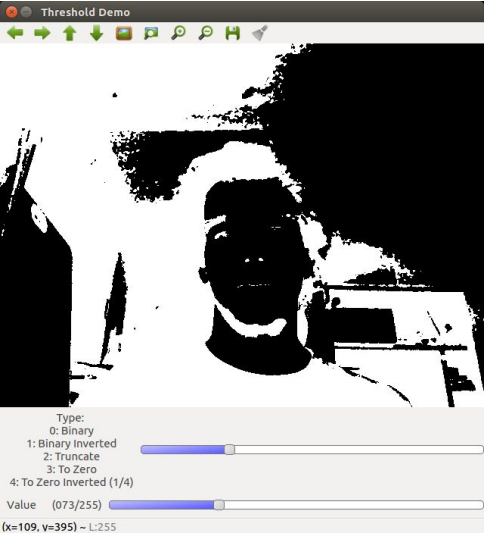 Threshold Demo
Type:
0: Binary
1: Binary Inverted
2: Truncate
3: To Zero
4: To Zero Inverted (1/4)
Value (073/255)
(x=109, y=395) ~ L:255